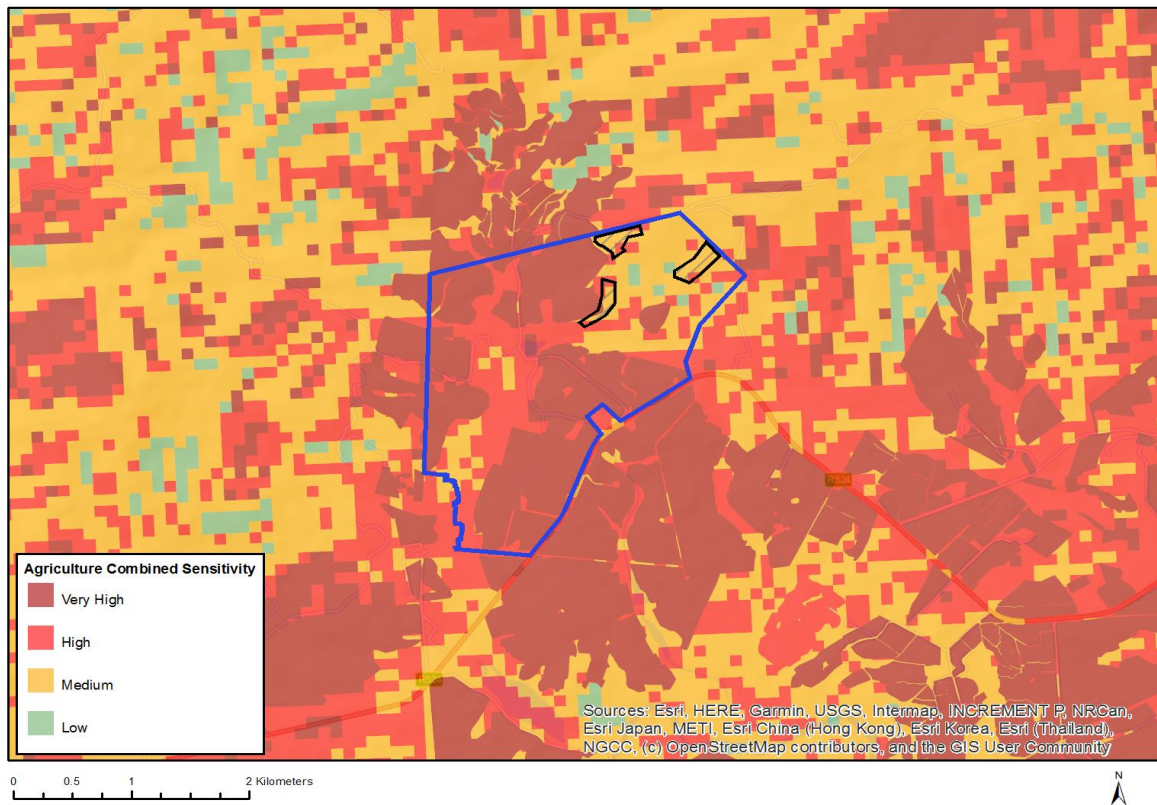 R524
Agriculture Combined Sensitivity
Very High
High
Medium
Low
Sources: Esri, HERE, Garmin, USGS, Intermap, INCREMENT P, NRCan,
Esri Japan, METI, Esri China (Hong Kong), Esri Korea, Esri (Thailand),
NGCC, (c) OpenStreetMap contributors, and the GIS User Community
0 0.5 1 2 Kilometers
N